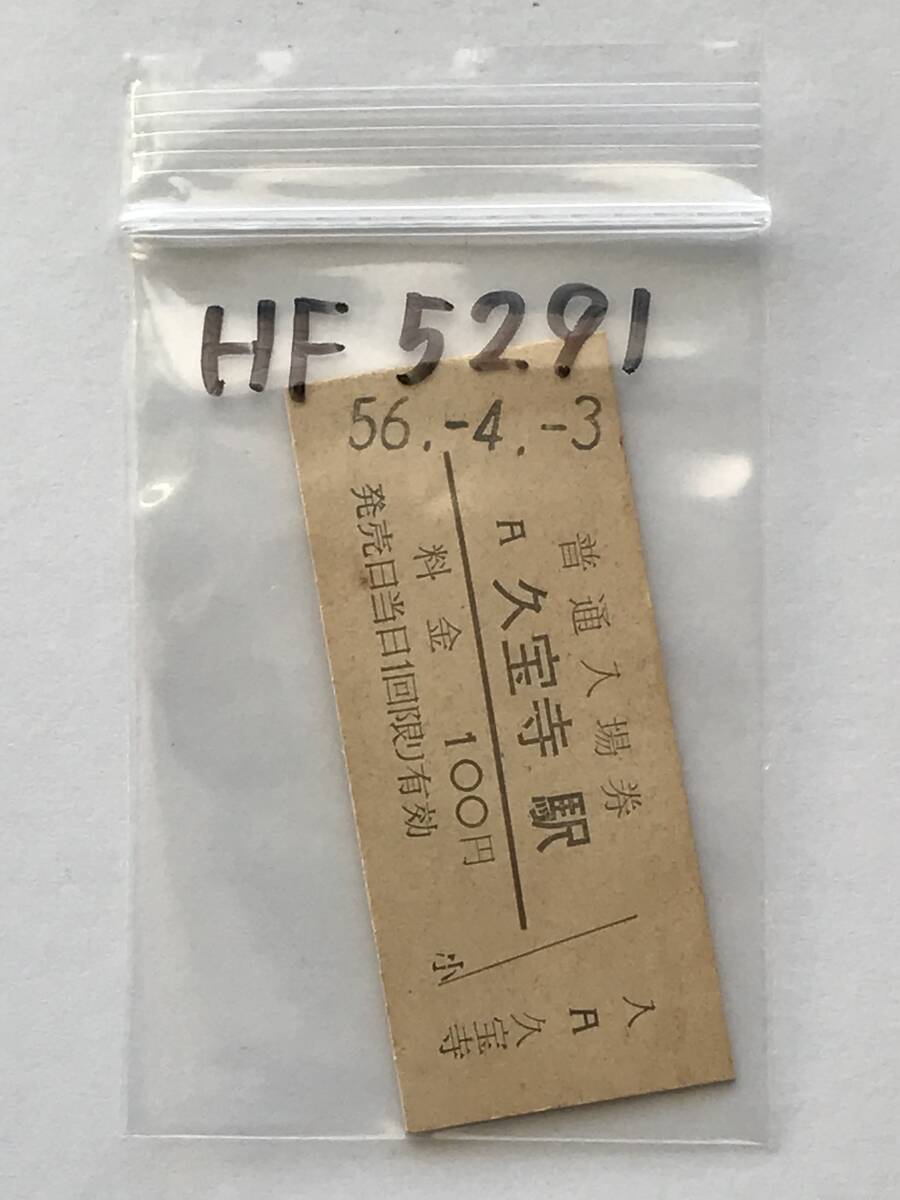 HF 5291
56.-4.-3
普通入場券
A 久宝寺駅
料金 100円
発売日当日1回限り有効
小
入
A
久宝寺